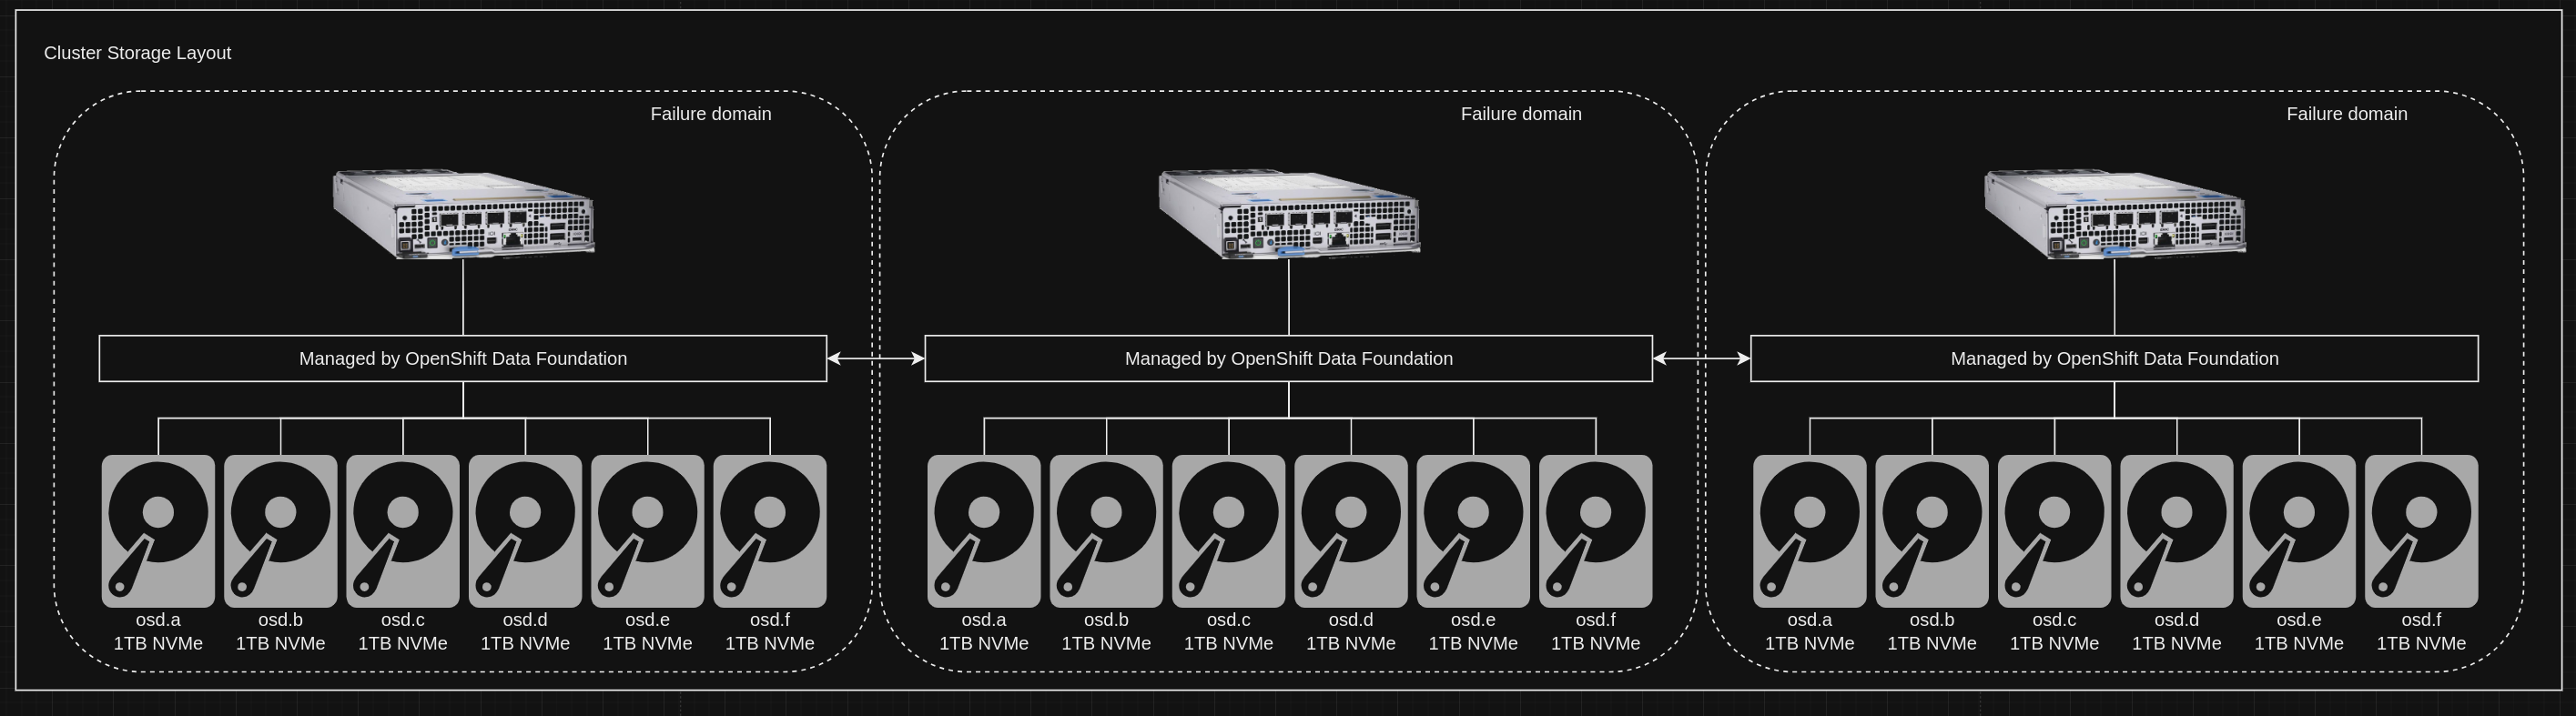 Cluster Storage Layout
Failure domain
Failure domain
Failure domain
Managed by OpenShift Data Foundation
Managed by OpenShift Data Foundation
Managed by OpenShift Data Foundation
osd.a
1TB NVMe
osd.b
1TB NVMe
osd.c
1TB NVMe
osd.d
1TB NVMe
osd.e
1TB NVMe
osd.f
1TB NVMe
osd.a
1TB NVMe
osd.b
1TB NVMe
osd.c
1TB NVMe
osd.d
1TB NVMe
osd.e
1TB NVMe
osd.f
1TB NVMe
osd.a
1TB NVMe
osd.b
1TB NVMe
osd.c
1TB NVMe
osd.d
1TB NVMe
osd.e
1TB NVMe
osd.f
1TB NVMe